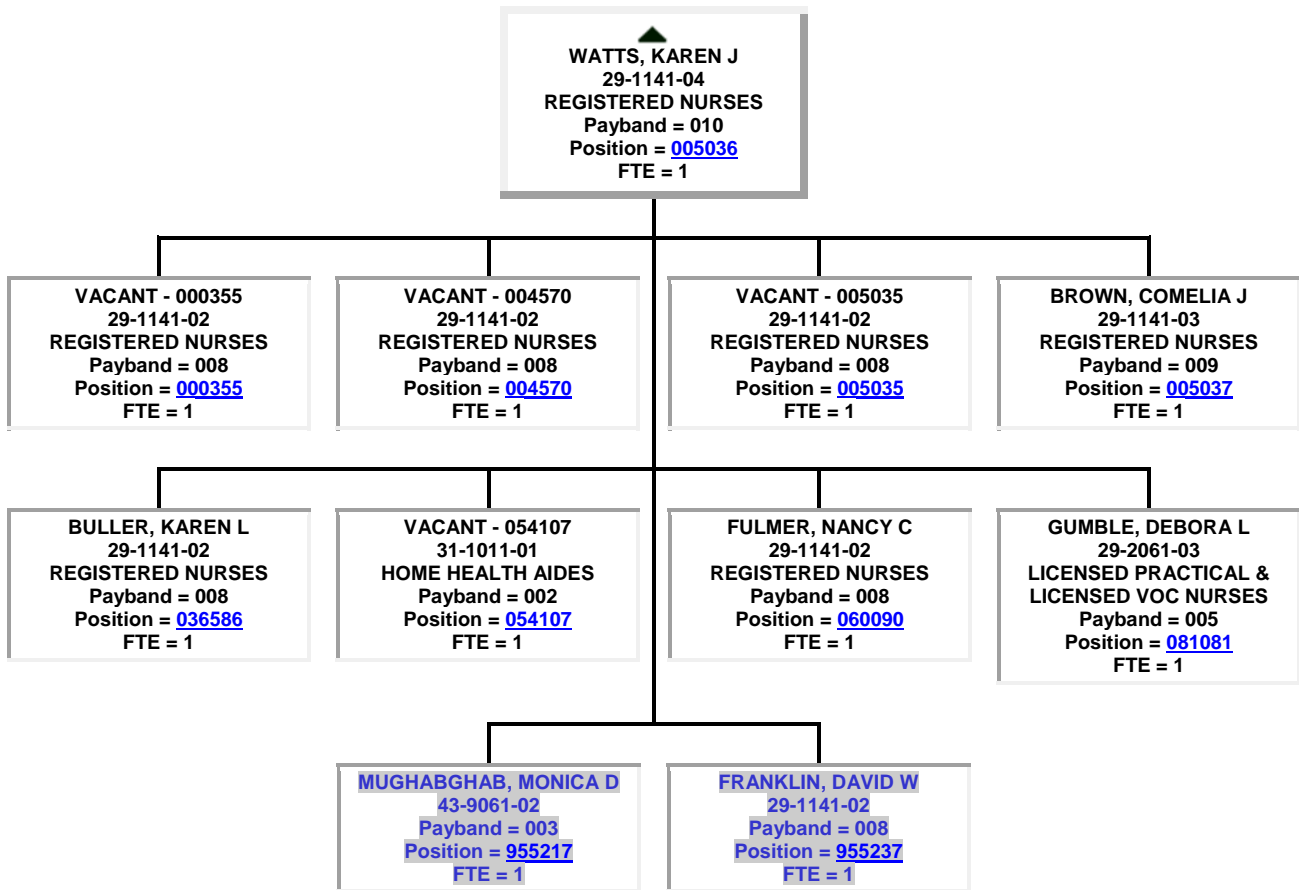 WATTS, KAREN J
29-1141-04
REGISTERED NURSES
Payband = 010
Position = 005036
FTE = 1
VACANT - 000355
29-1141-02
REGISTERED NURSES
Payband = 008
Position = 000355
FTE = 1
VACANT - 004570
29-1141-02
REGISTERED NURSES
Payband = 008
Position = 004570
FTE = 1
VACANT - 005035
29-1141-02
REGISTERED NURSES
Payband = 008
Position = 005035
FTE = 1
BROWN, COMELIA J
29-1141-03
REGISTERED NURSES
Payband = 009
Position = 005037
FTE = 1
BULLER, KAREN L
29-1141-02
REGISTERED NURSES
Payband = 008
Position = 036586
FTE = 1
VACANT - 054107
31-1011-01
HOME HEALTH AIDES
Payband = 002
Position = 054107
FTE = 1
FULMER, NANCY C
29-1141-02
REGISTERED NURSES
Payband = 008
Position = 060090
FTE = 1
GUMBLE, DEBORA L
29-2061-03
LICENSED PRACTICAL &
LICENSED VOC NURSES
Payband = 005
Position = 081081
FTE = 1
MUGHABGHAB, MONICA D
43-9061-02
Payband = 003
Position = 955217
FTE = 1
FRANKLIN, DAVID W
29-1141-02
Payband = 008
Position = 955237
FTE = 1